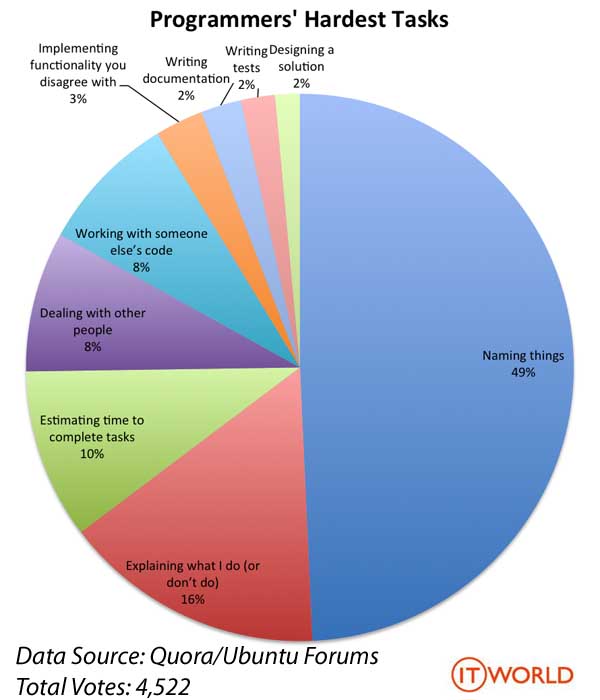 Programmers' Hardest Tasks
Implementing
functionality you
disagree with
3%
Writing
documentation
2%
Writing
tests
2%
Designing a
solution
2%
Working with someone
else's code
8%
Dealing with other
people
8%
Naming things
49%
Estimating time to
complete tasks
10%
Explaining what I do (or
don't do)
16%
Data Source: Quora/Ubuntu Forums
Total Votes: 4,522
ITWORLD